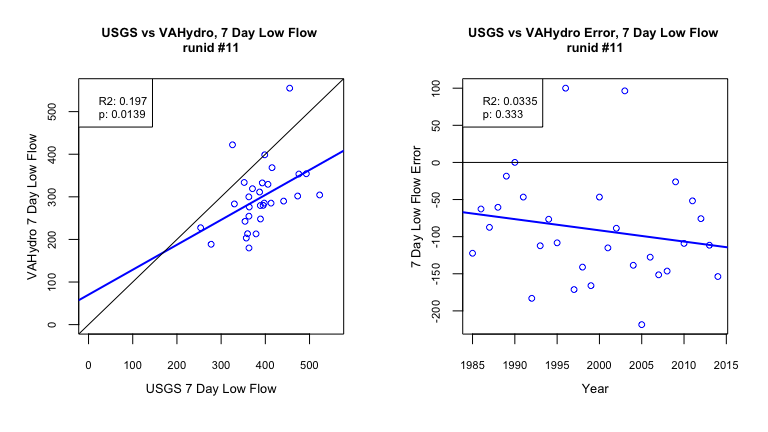 USGS vs VAHydro, 7 Day Low Flow
runid #11
R2: 0.197
p: 0.0139
VAHydro 7 Day Low Flow
500
400
300
200
100
0
0 100 200 300 400 500
USGS 7 Day Low Flow
USGS vs VAHydro Error, 7 Day Low Flow
runid #11
R2: 0.0335
p: 0.333
7 Day Low Flow Error
100
50
0
-50
-100
-150
-200
1985 1990 1995 2000 2005 2010 2015
Year